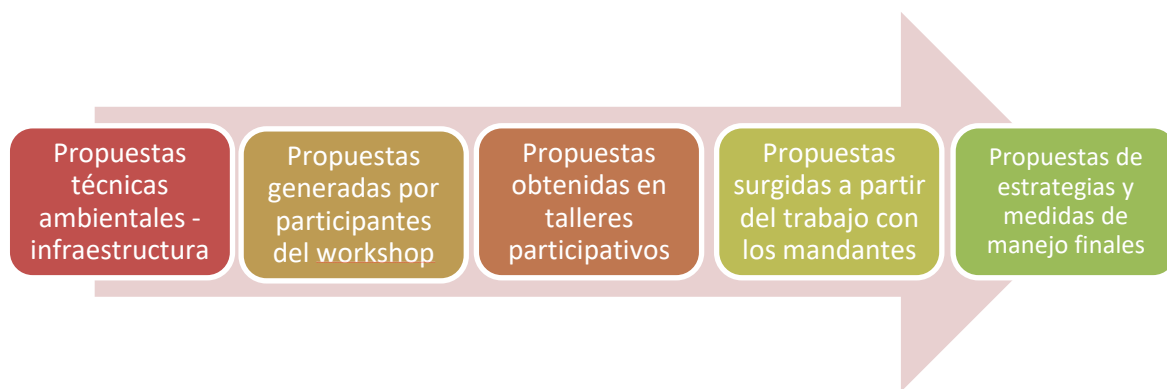 Propuestas
técnicas
ambientales -
infraestructura
Propuestas
generadas por
participantes
del workshop
Propuestas
obtenidas en
talleres
participativos
Propuestas
surgidas a partir
del trabajo con
los mandantes
Propuestas de
estrategias y
medidas de
manejo finales